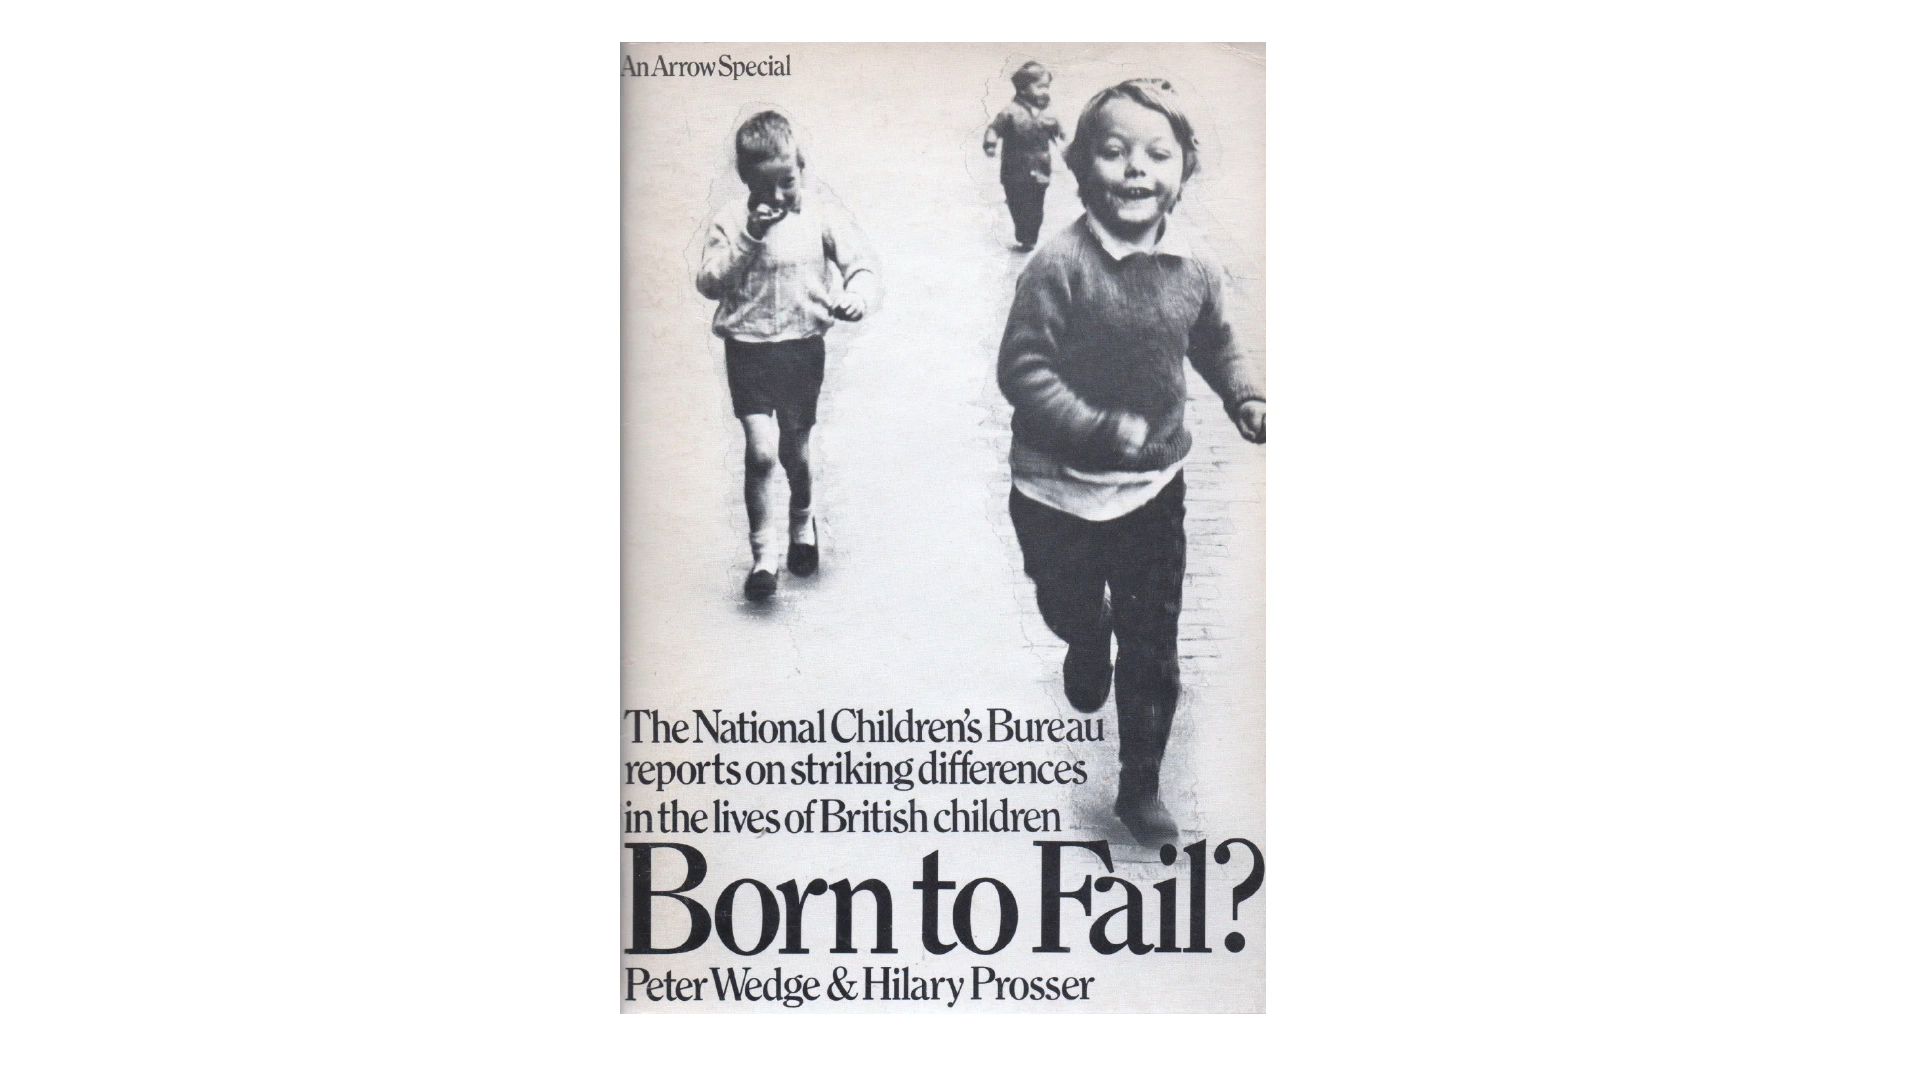 An Arrow Special
The National Children's Bureau
reports on striking differences
in the lives of British children
Born to Fail?
Peter Wedge & Hilary Prosser